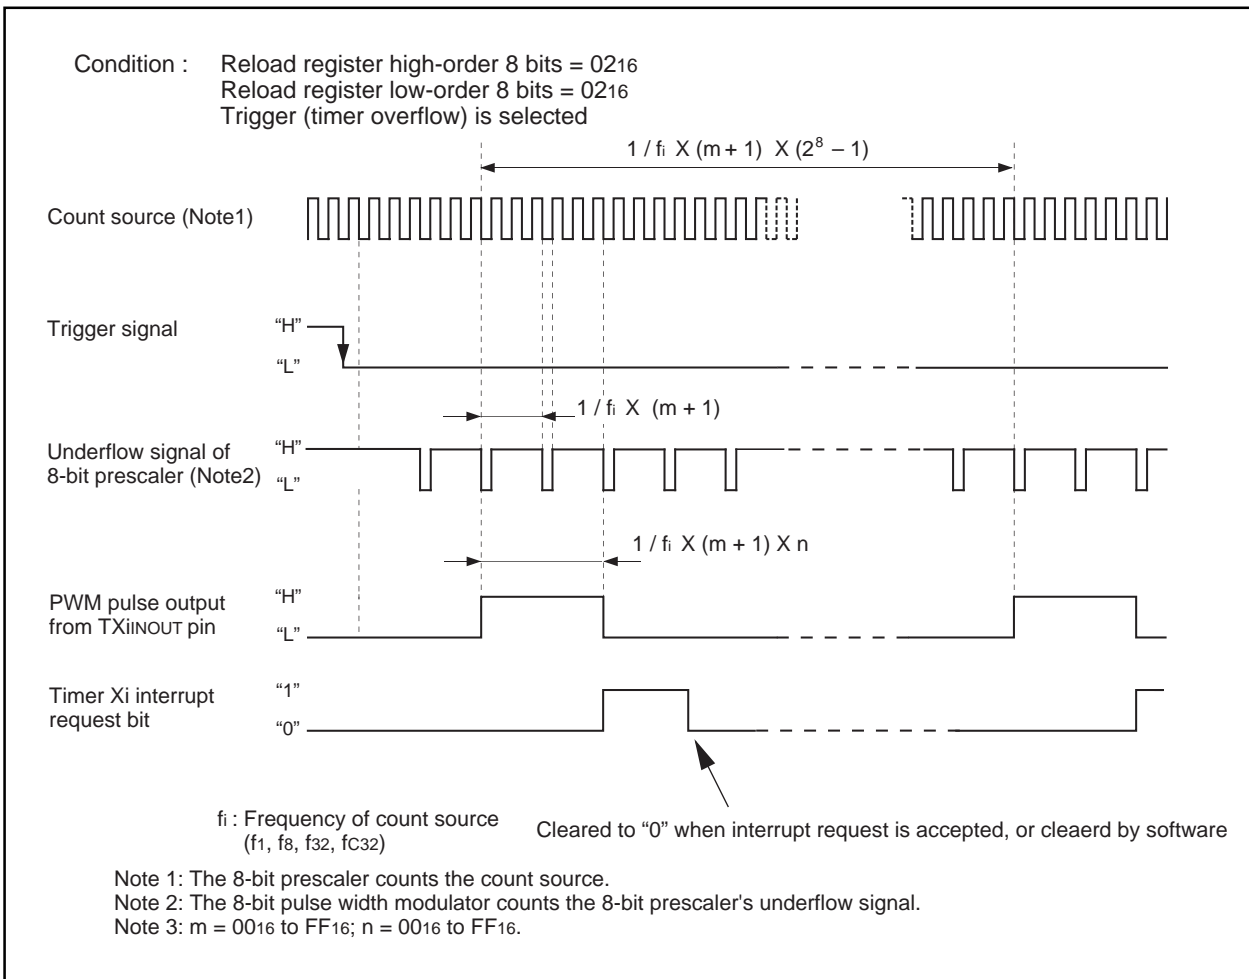 Condition : Reload register high-order 8 bits = 0216
Reload register low-order 8 bits = 0216
Trigger (timer overflow) is selected
1 / fi X (m + 1) X (2^8 – 1)
Count source (Note1)
Trigger signal
“H”
“L”
1 / fi X (m + 1)
Underflow signal of
8-bit prescaler (Note2)
“H”
“L”
1 / fi X (m + 1) X n
PWM pulse output
from TXiINOUT pin
“H”
“L”
Timer Xi interrupt
request bit
“1”
“0”
fi : Frequency of count source
(f1, f8, f32, fC32)
Cleared to “0” when interrupt request is accepted, or cleaerd by software
Note 1: The 8-bit prescaler counts the count source.
Note 2: The 8-bit pulse width modulator counts the 8-bit prescaler's underflow signal.
Note 3: m = 0016 to FF16; n = 0016 to FF16.